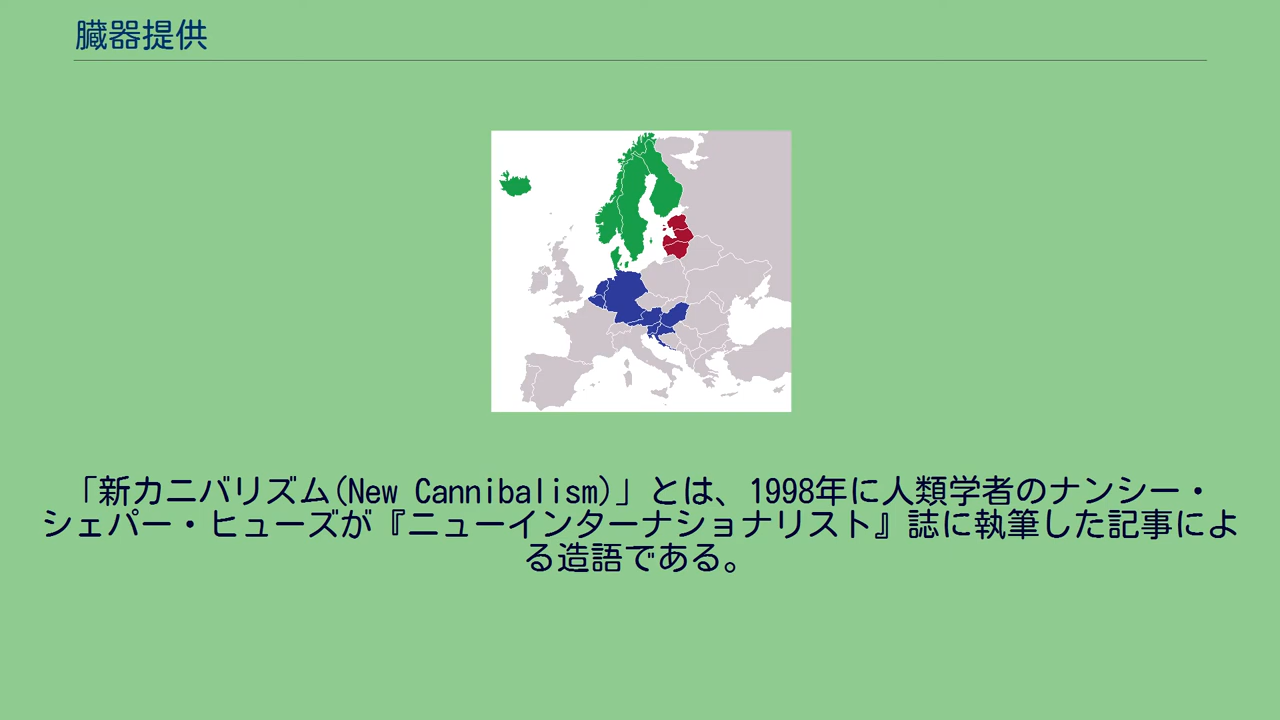 臓器提供
「新カニバリズム(New Cannibalism)」とは、1998年に人類学者のナンシー・
シェパー・ヒューズが『ニューインターナショナリスト』誌に執筆した記事によ
る造語である。